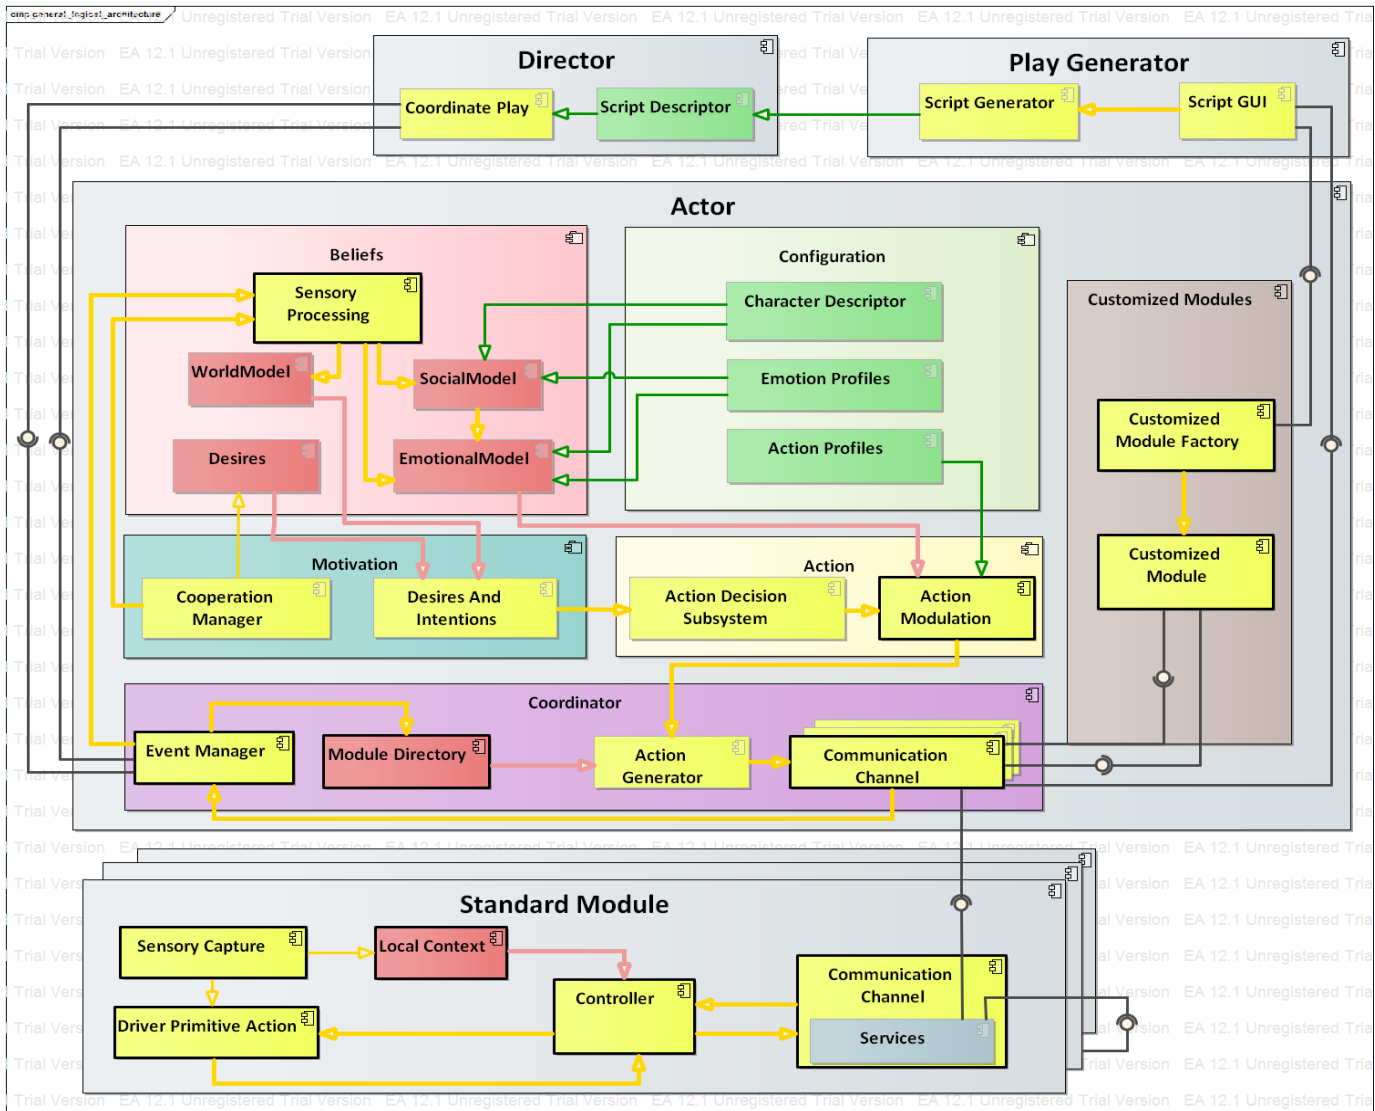 cmp general_logical_architecture
Trial Version EA 12.1 Unregistered Trial Version
Director
Coordinate Play
Script Descriptor
Play Generator
Script Generator
Script GUI
Actor
Beliefs
Sensory
Processing
WorldModel
SocialModel
Desires
EmotionalModel
Configuration
Character Descriptor
Emotion Profiles
Action Profiles
Customized Modules
Customized
Module Factory
Customized
Module
Motivation
Cooperation
Manager
Desires And
Intentions
Action
Action Decision
Subsystem
Action
Modulation
Coordinator
Event Manager
Module Directory
Action
Generator
Communication
Channel
Standard Module
Sensory Capture
Local Context
Driver Primitive Action
Controller
Communication
Channel
Services